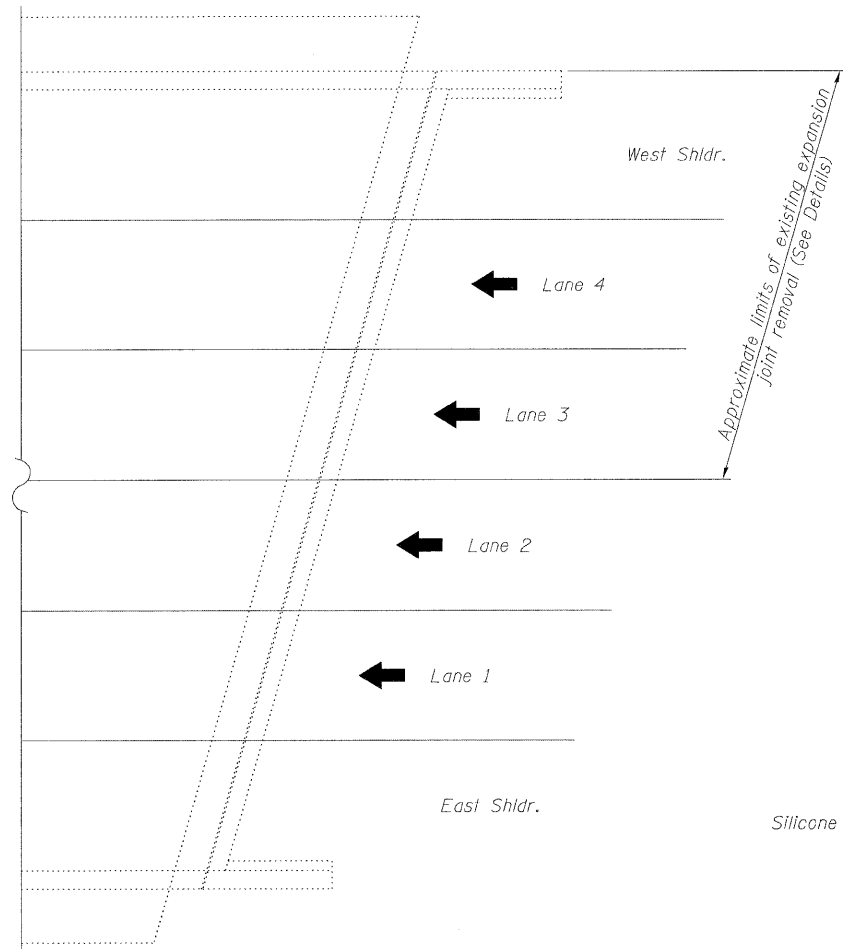 West Shldr.
Approximate limits of existing expansion
joint removal (See Details)
Lane 4
Lane 3
Lane 2
Lane 1
East Shldr.
Silicone